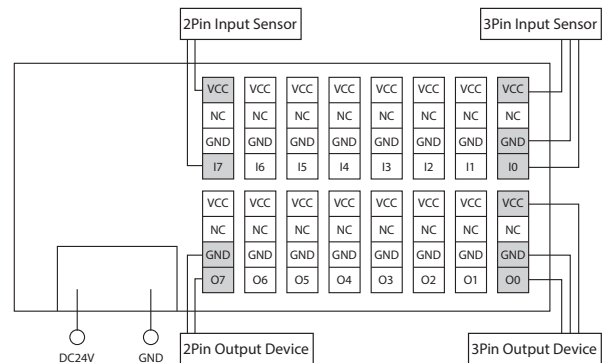 2Pin Input Sensor 3Pin Input Sensor
VCC VCC VCC VCC VCC VCC VCC VCC
NC NC NC NC NC NC NC NC
GND GND GND GND GND GND GND GND
I7 I6 I5 I4 I3 I2 I1 I0
VCC VCC VCC VCC VCC VCC VCC VCC
NC NC NC NC NC NC NC NC
GND GND GND GND GND GND GND GND
O7 O6 O5 O4 O3 O2 O1 O0
DC24V GND 2Pin Output Device 3Pin Output Device